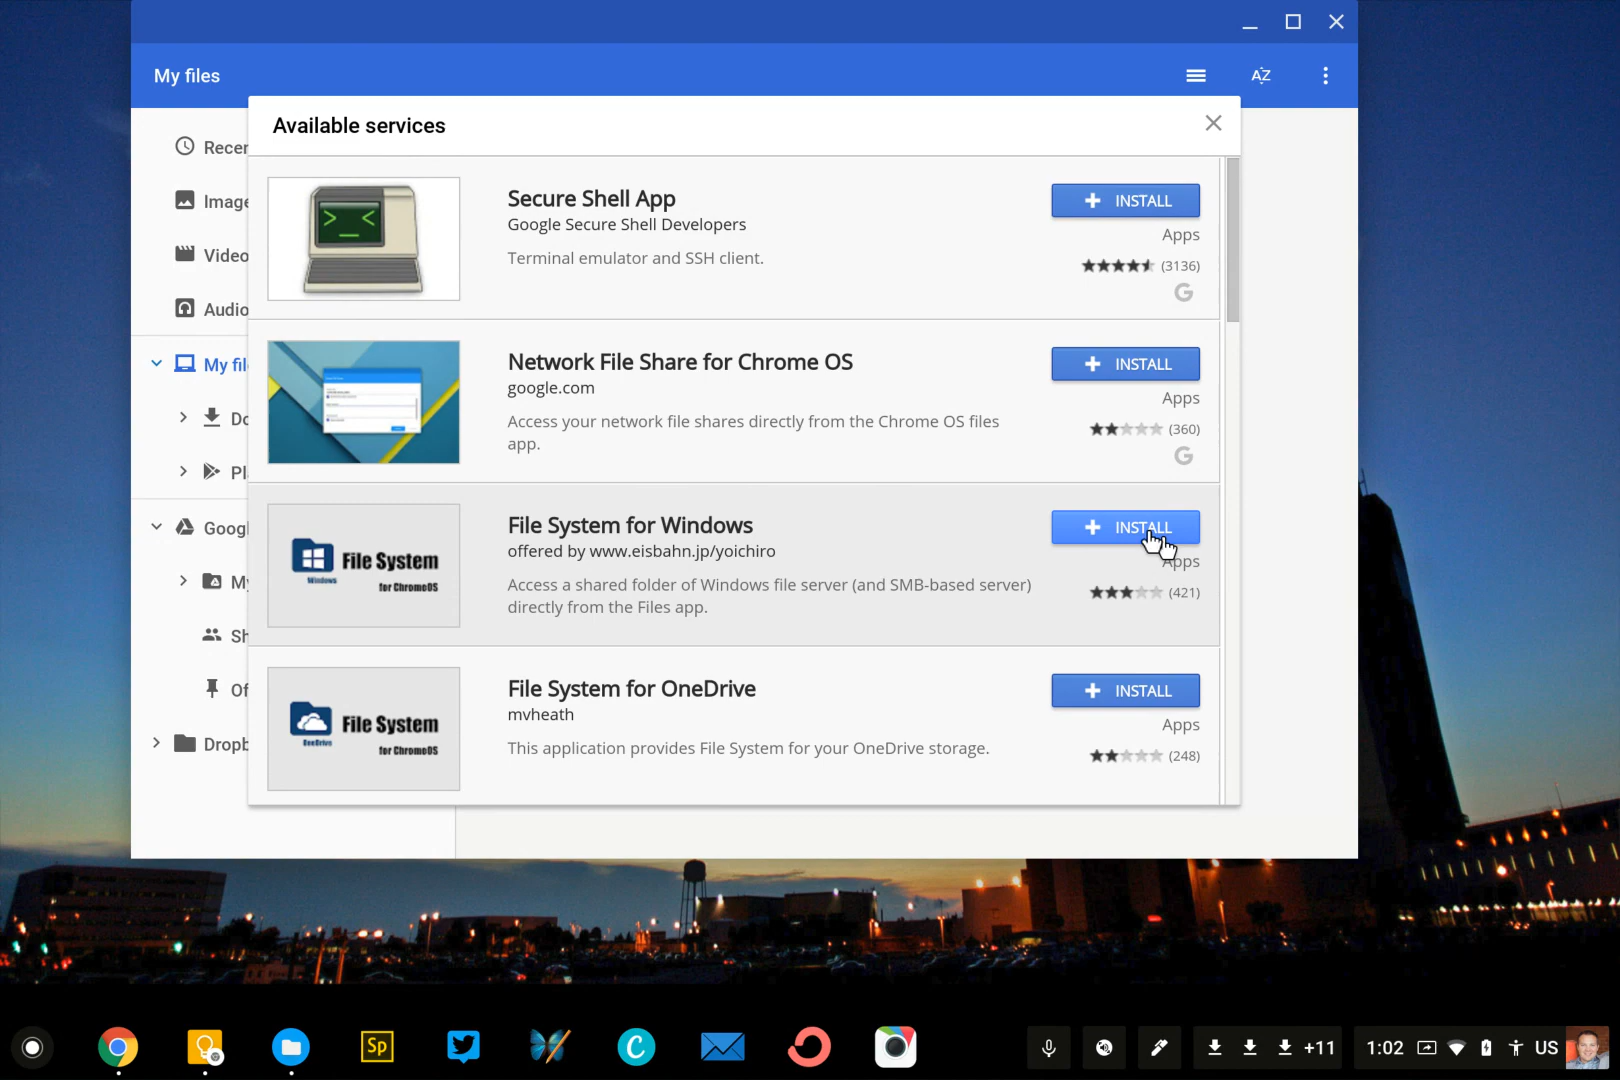 My files
AZ
Available services
Recen
Image
Video
Audio
My fil
Do
Pl
Goog
My
Sh
Of
Dropb
>_<
Secure Shell App
Google Secure Shell Developers
Terminal emulator and SSH client.
INSTALL
Apps
(3136)
G
Network File Share for Chrome OS
google.com
Access your network file shares directly from the Chrome OS files
app.
INSTALL
Apps
(360)
G
Windows
File System
for ChromeOS
File System for Windows
offered by www.eisbahn.jp/yoichiro
Access a shared folder of Windows file server (and SMB-based server)
directly from the Files app.
INSTALL
Apps
(421)
OneDrive
File System
for ChromeOS
File System for OneDrive
mvheath
This application provides File System for your OneDrive storage.
INSTALL
Apps
(248)
Sp
C
+11
1:02
US